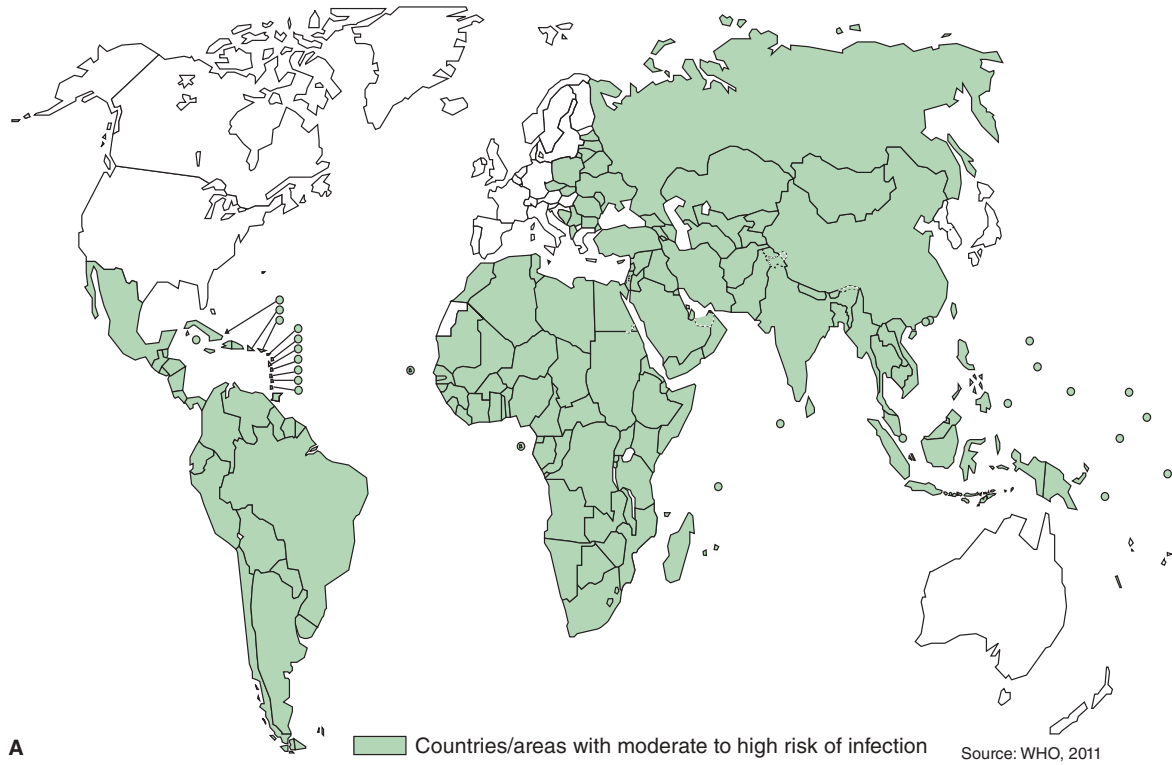 A
Countries/areas with moderate to high risk of infection
Source: WHO, 2011